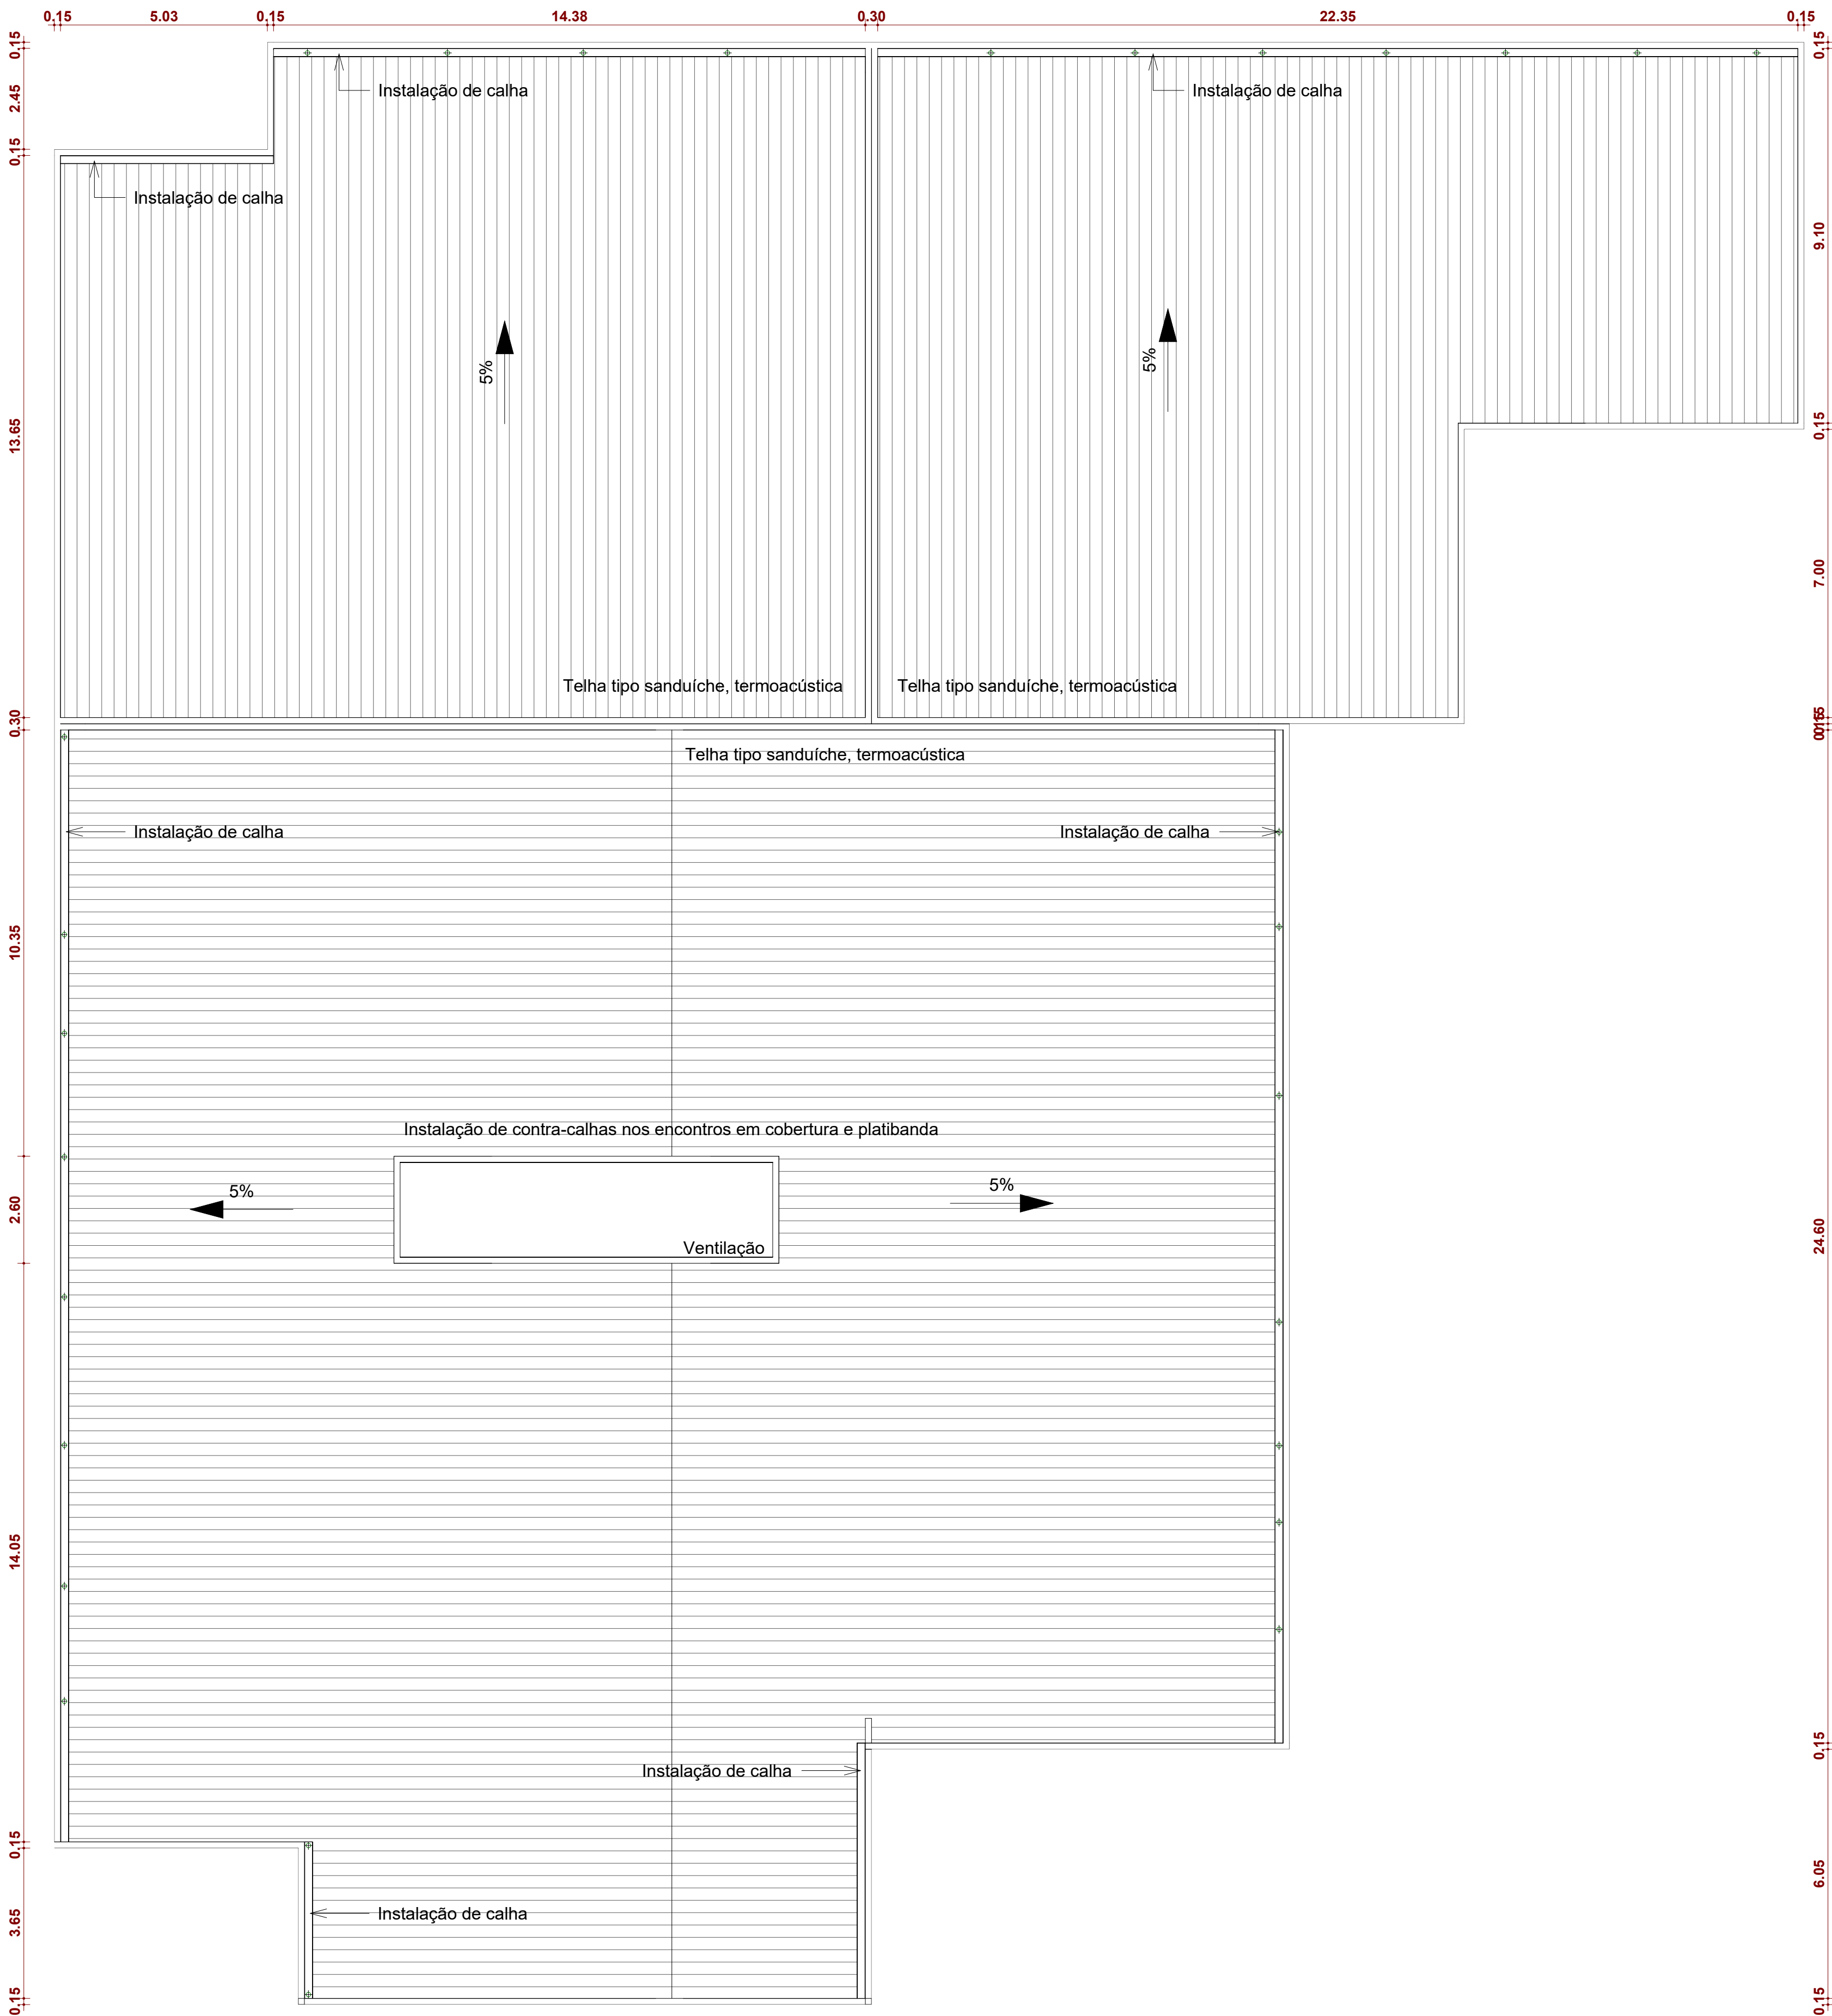 0.15
5.03
0.15
14.38
0.30
22.35
0.15
0.15
2.45
0.15
13.65
0.30
10.35
2.60
14.05
0.15
3.65
0.15
Instalação de calha
Instalação de calha
Instalação de calha
5%
5%
Telha tipo sanduíche, termoacústica
Telha tipo sanduíche, termoacústica
Telha tipo sanduíche, termoacústica
Instalação de calha
Instalação de calha
Instalação de contra-calhas nos encontros em cobertura e platibanda
5%
5%
Ventilação
Instalação de calha
Instalação de calha
0.15
9.10
0.15
7.00
24.60
0.15
6.05
0.15